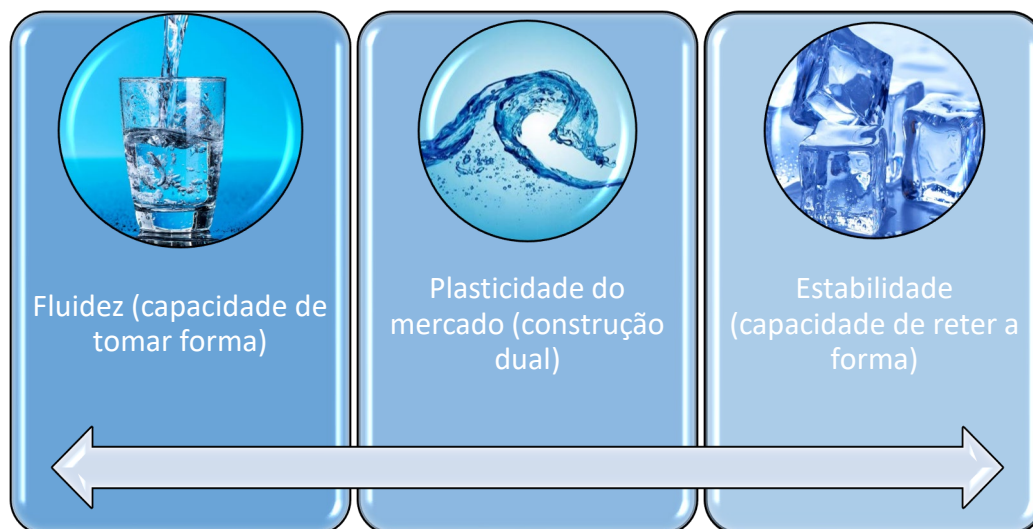 Fluidez (capacidade de
tomar forma)
Plasticidade do
mercado (construção
dual)
Estabilidade
(capacidade de reter a
forma)